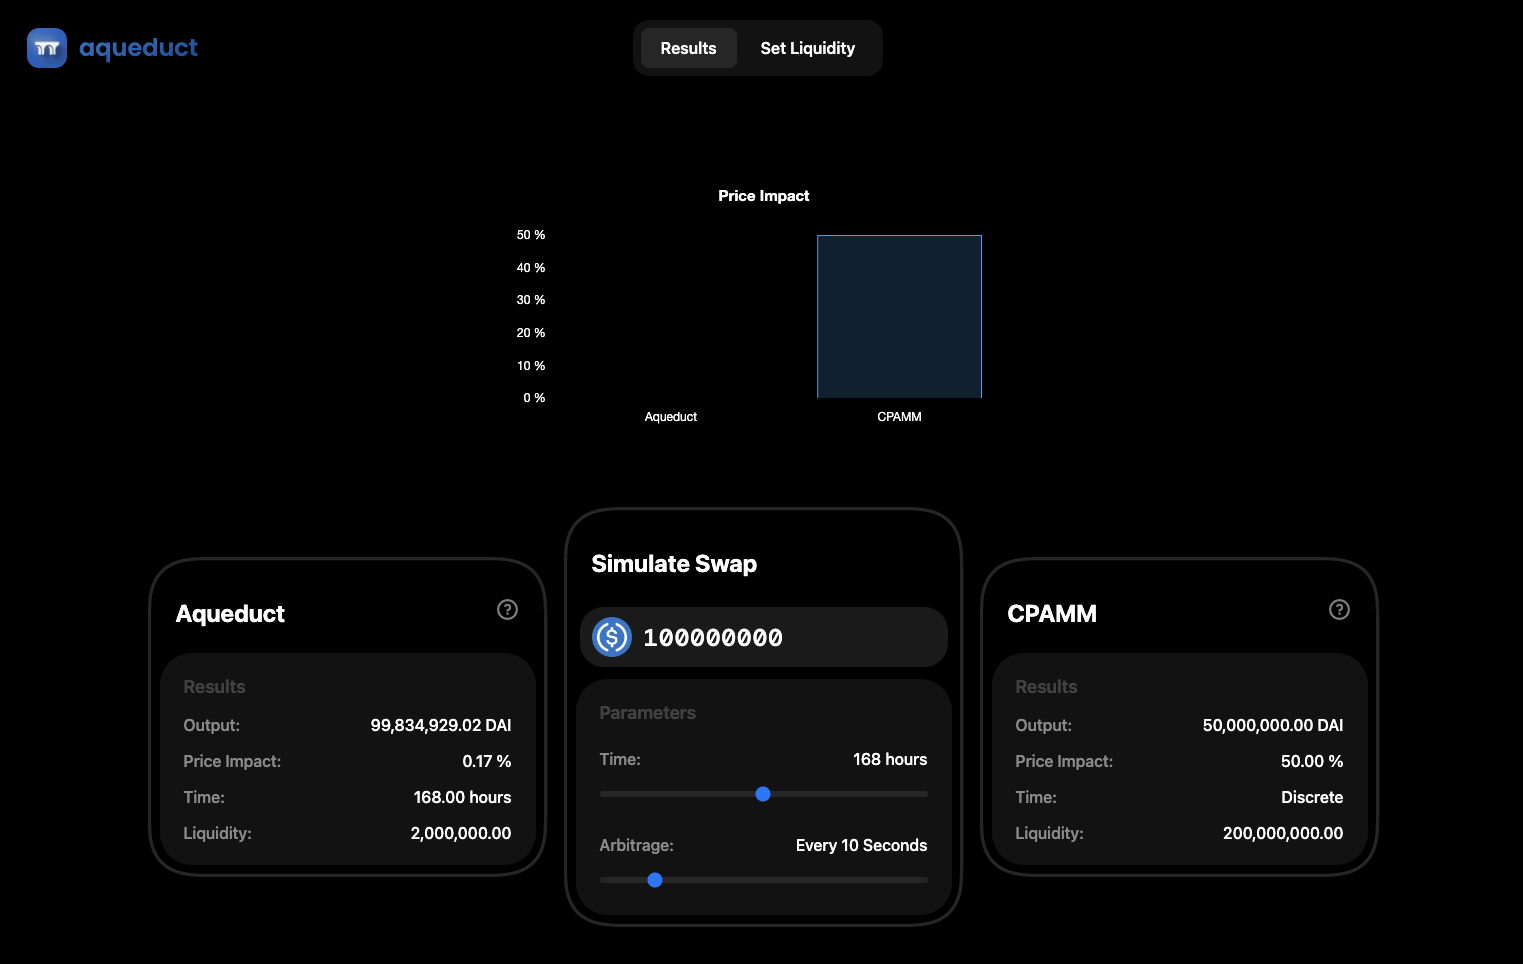 aqueduct
Results
Set Liquidity
Price Impact
50 %
40 %
30 %
20 %
10 %
0 %
Aqueduct
CPAMM
Aqueduct
Results
Output: 99,834,929.02 DAI
Price Impact: 0.17 %
Time: 168.00 hours
Liquidity: 2,000,000.00
Simulate Swap
100000000
Parameters
Time: 168 hours
Arbitrage: Every 10 Seconds
CPAMM
Results
Output: 50,000,000.00 DAI
Price Impact: 50.00 %
Time: Discrete
Liquidity: 200,000,000.00